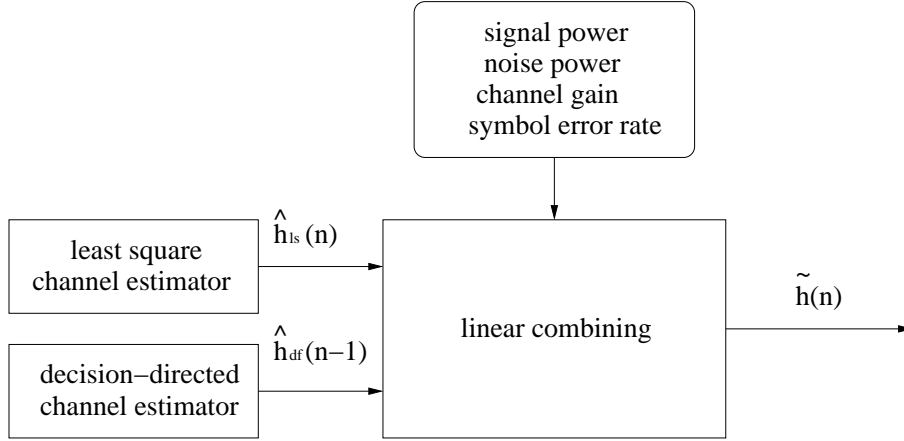 signal power
noise power
channel gain
symbol error rate
least square
channel estimator
ĥls (n)
decision−directed
channel estimator
ĥdf (n−1)
linear combining
h̃(n)